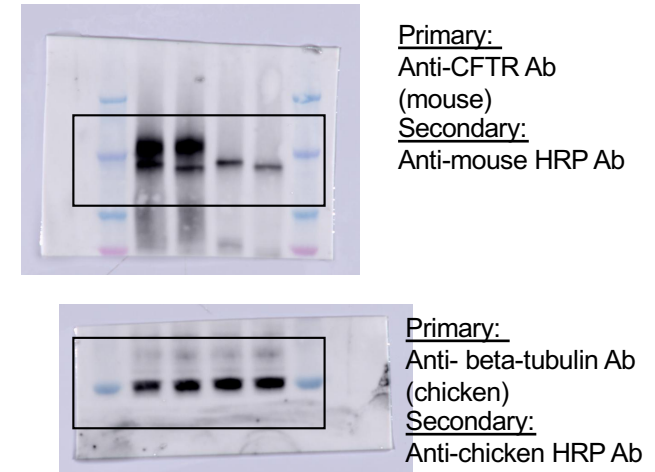 Primary:
Anti-CFTR Ab
(mouse)
Secondary:
Anti-mouse HRP Ab
Primary:
Anti- beta-tubulin Ab
(chicken)
Secondary:
Anti-chicken HRP Ab